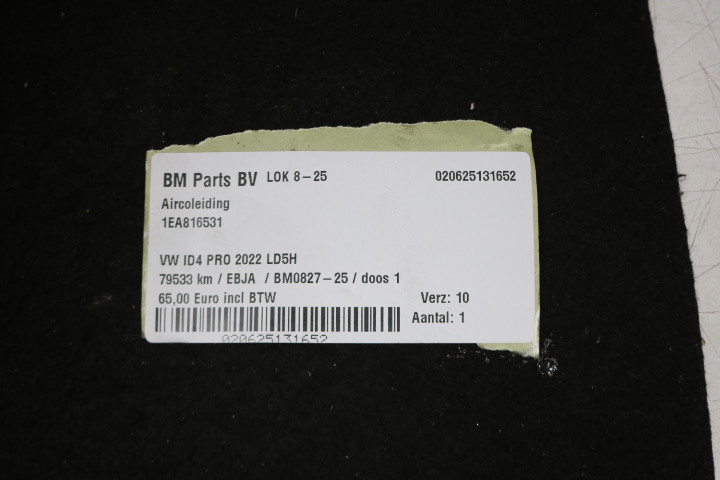 BM Parts BV LOK 8-25 020625131652
Aircoleiding
1EA816531
VW ID4 PRO 2022 LD5H
79533 km / EBJA / BM0827-25 / doos 1
65,00 Euro incl BTW Verz: 10
Aantal: 1
020625131652